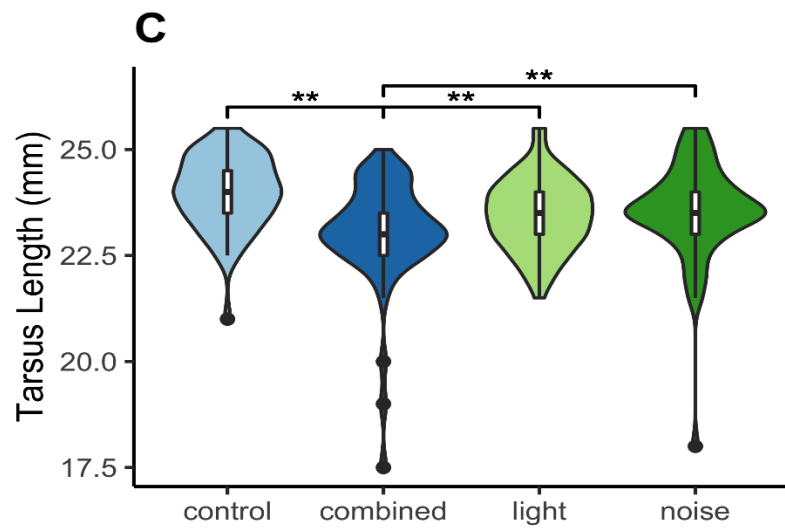 C
**
** **
25.0
22.5
20.0
17.5
Tarsus Length (mm)
control combined light noise